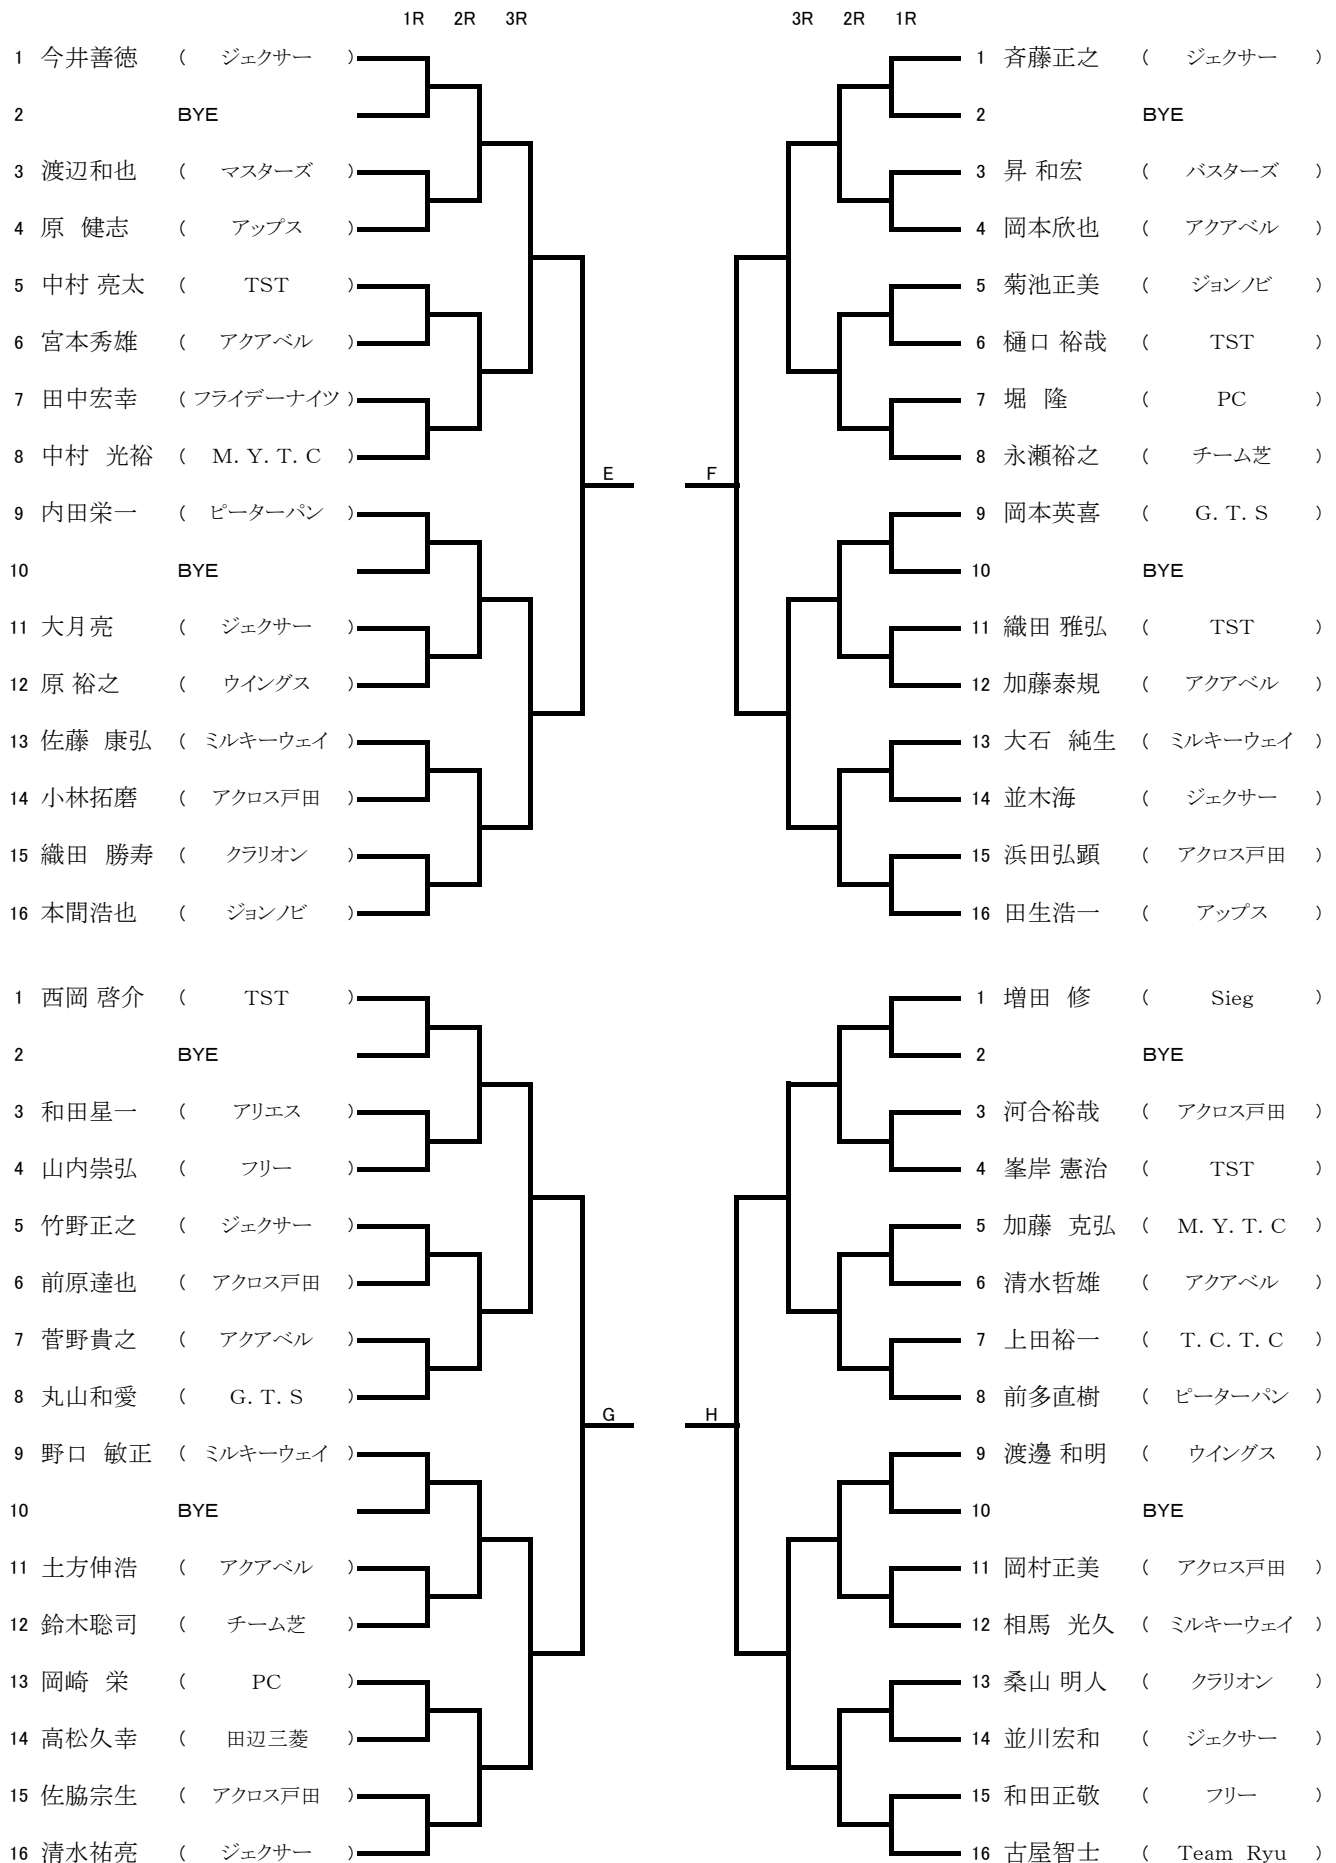 1R 2R 3R 3R 2R 1R
1 今井善徳 ( ジェクサー ) 1 斉藤正之 ( ジェクサー )
2 BYE 2 BYE
3 渡辺和也 ( マスターズ ) 3 昇 和宏 ( バスターズ )
4 原 健志 ( アップス ) 4 岡本欣也 ( アクアベル )
5 中村 亮太 ( TST ) 5 菊池正美 ( ジョンノビ )
6 宮本秀雄 ( アクアベル ) 6 樋口 裕哉 ( TST )
7 田中宏幸 ( フライデーナイツ ) 7 堀 隆 ( PC )
8 中村 光裕 ( M.Y.T.C ) 8 永瀬裕之 ( チーム芝 )
E F
9 内田栄一 ( ピーターパン ) 9 岡本英喜 ( G.T.S )
10 BYE 10 BYE
11 大月亮 ( ジェクサー ) 11 織田 雅弘 ( TST )
12 原 裕之 ( ウイングス ) 12 加藤泰規 ( アクアベル )
13 佐藤 康弘 ( ミルキーウェイ ) 13 大石 純生 ( ミルキーウェイ )
14 小林拓磨 ( アクロス戸田 ) 14 並木海 ( ジェクサー )
15 織田 勝寿 ( クラリオン ) 15 浜田弘顕 ( アクロス戸田 )
16 本間浩也 ( ジョンノビ ) 16 田生浩一 ( アップス )
1 西岡 啓介 ( TST ) 1 増田 修 ( Sieg )
2 BYE 2 BYE
3 和田星一 ( アリエス ) 3 河合裕哉 ( アクロス戸田 )
4 山内崇弘 ( フリー ) 4 峯岸 憲治 ( TST )
5 竹野正之 ( ジェクサー ) 5 加藤 克弘 ( M.Y.T.C )
6 前原達也 ( アクロス戸田 ) 6 清水哲雄 ( アクアベル )
7 菅野貴之 ( アクアベル ) 7 上田裕一 ( T.C.T.C )
8 丸山和愛 ( G.T.S ) 8 前多直樹 ( ピーターパン )
G H
9 野口 敏正 ( ミルキーウェイ ) 9 渡邊 和明 ( ウイングス )
10 BYE 10 BYE
11 土方伸浩 ( アクアベル ) 11 岡村正美 ( アクロス戸田 )
12 鈴木聡司 ( チーム芝 ) 12 相馬 光久 ( ミルキーウェイ )
13 岡崎 栄 ( PC ) 13 桑山 明人 ( クラリオン )
14 高松久幸 ( 田辺三菱 ) 14 並川宏和 ( ジェクサー )
15 佐脇宗生 ( アクロス戸田 ) 15 和田正敬 ( フリー )
16 清水祐亮 ( ジェクサー ) 16 古屋智士 ( Team Ryu )